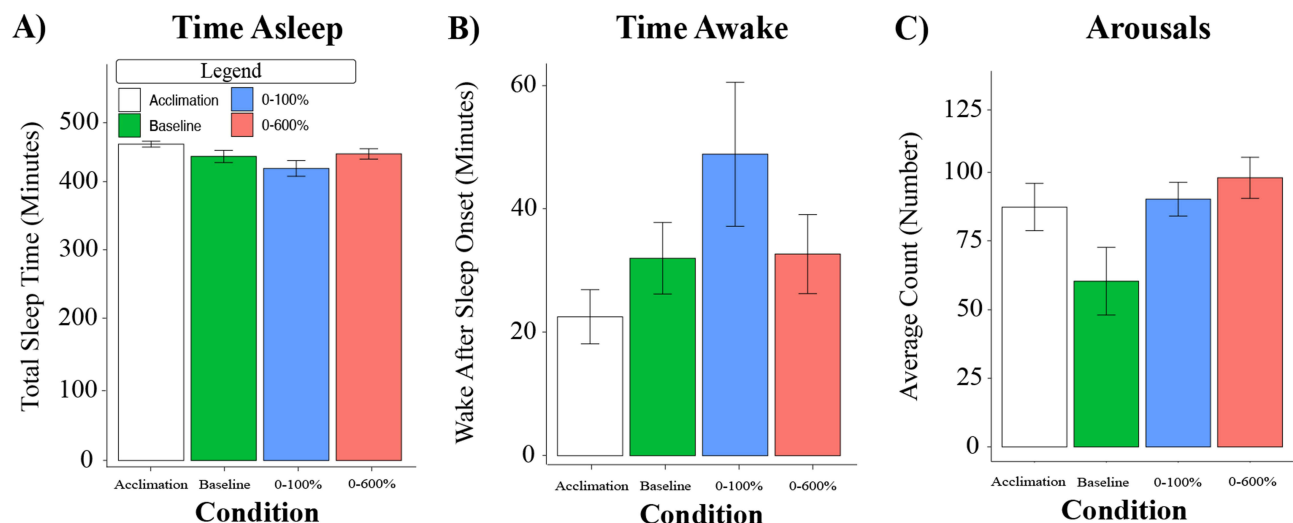 A) Time Asleep
Total Sleep Time (Minutes)
Legend
Acclimation
0-100%
Baseline
0-600%
500
400
300
200
100
0
Acclimation Baseline 0-100% 0-600%
Condition
B) Time Awake
Wake After Sleep Onset (Minutes)
60
40
20
0
Acclimation Baseline 0-100% 0-600%
Condition
C) Arousals
Average Count (Number)
125
100
75
50
25
0
Acclimation Baseline 0-100% 0-600%
Condition